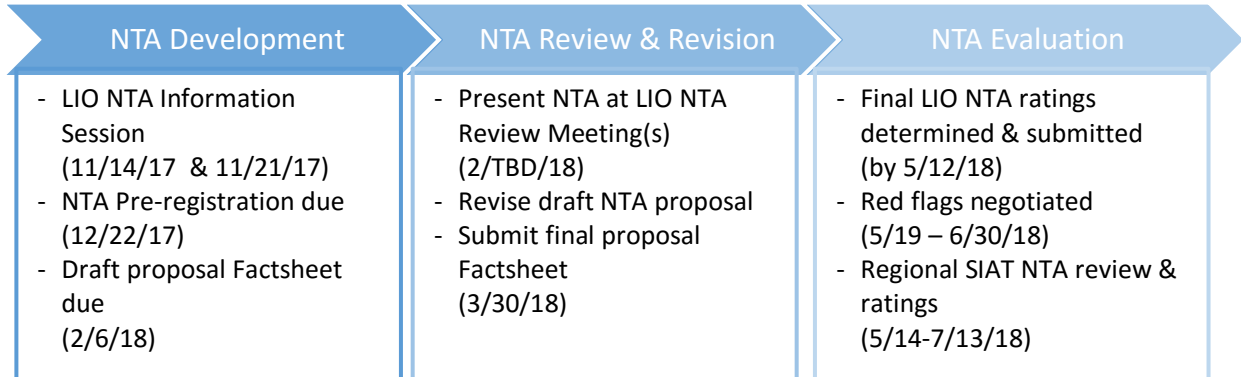 NTA Development
- LIO NTA Information
Session
(11/14/17 & 11/21/17)
- NTA Pre-registration due
(12/22/17)
- Draft proposal Factsheet
due
(2/6/18)
NTA Review & Revision
- Present NTA at LIO NTA
Review Meeting(s)
(2/TBD/18)
- Revise draft NTA proposal
- Submit final proposal
Factsheet
(3/30/18)
NTA Evaluation
- Final LIO NTA ratings
determined & submitted
(by 5/12/18)
- Red flags negotiated
(5/19 – 6/30/18)
- Regional SIAT NTA review &
ratings
(5/14-7/13/18)